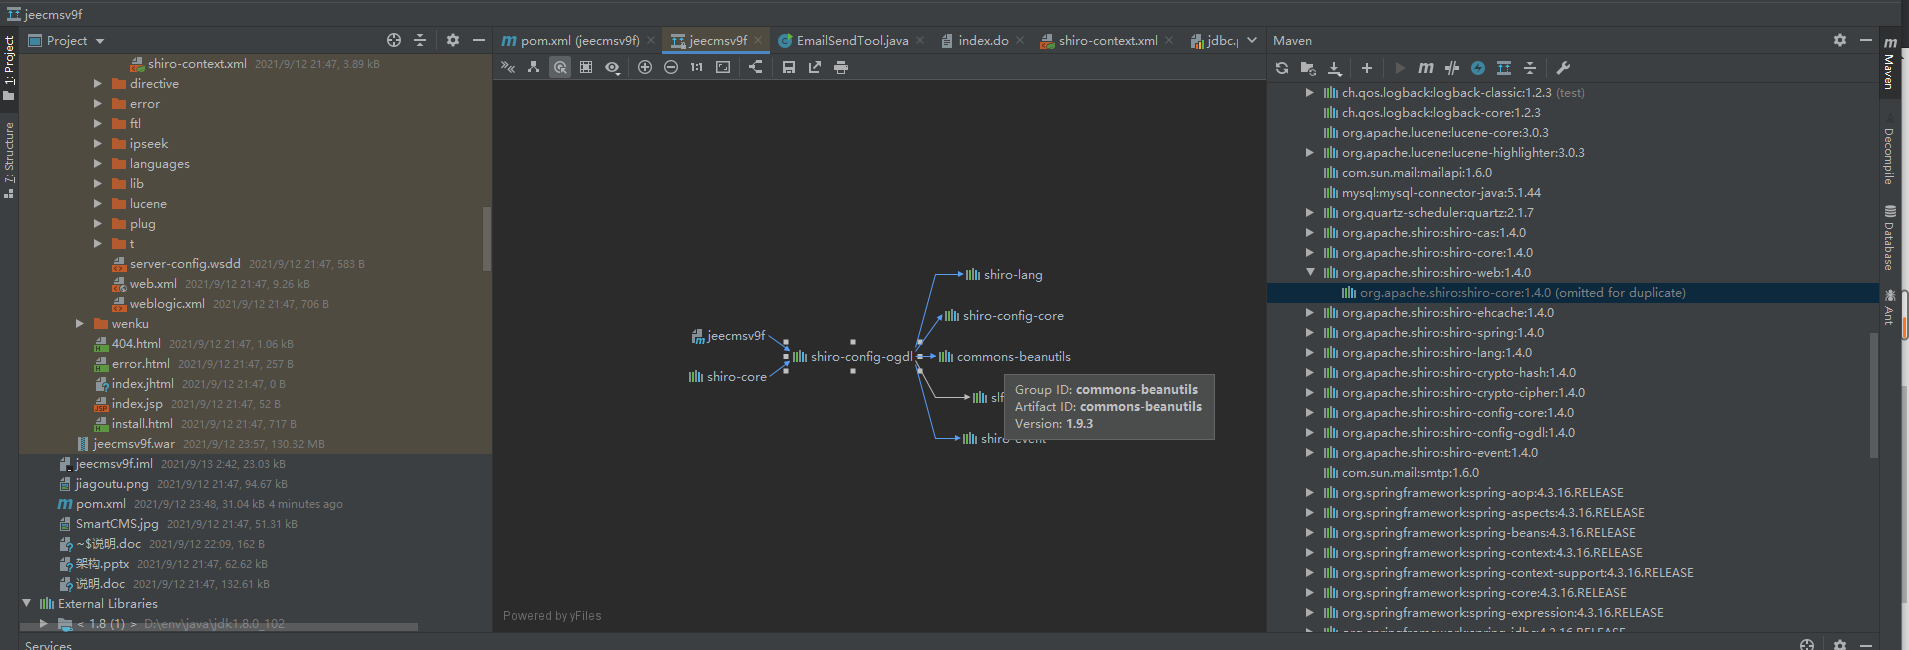 jeecmsv9f
1: Project
7: Structure
Project
shiro-context.xml 2021/9/12 21:47, 3.89 kB
directive
error
ftl
ipseek
languages
lib
lucene
plug
t
server-config.wsdd 2021/9/12 21:47, 583 B
web.xml 2021/9/12 21:47, 9.26 kB
weblogic.xml 2021/9/12 21:47, 706 B
wenku
404.html 2021/9/12 21:47, 1.06 kB
error.html 2021/9/12 21:47, 257 B
index.jhtml 2021/9/12 21:47, 0 B
index.jsp 2021/9/12 21:47, 52 B
install.html 2021/9/12 21:47, 717 B
jeecmsv9f.war 2021/9/12 23:57, 130.32 MB
jeecmsv9f.iml 2021/9/13 2:42, 23.03 kB
jiagoutu.png 2021/9/12 21:47, 94.67 kB
pom.xml 2021/9/12 23:48, 31.04 kB 4 minutes ago
SmartCMS.jpg 2021/9/12 21:47, 51.31 kB
~$说明.doc 2021/9/12 22:09, 162 B
架构.pptx 2021/9/12 21:47, 62.62 kB
说明.doc 2021/9/12 21:47, 132.61 kB
External Libraries
< 1.8 (1) > D:\env\java\jdk1.8.0_102
Services
pom.xml (jeecmsv9f)
jeecmsv9f
EmailSendTool.java
index.do
shiro-context.xml
jdbc.
1:1
shiro-lang
shiro-config-core
jeecmsv9f
shiro-config-ogdl
commons-beanutils
shiro-core
slf
shiro-event
Group ID: commons-beanutils
Artifact ID: commons-beanutils
Version: 1.9.3
Powered by yFiles
Maven
ch.qos.logback:logback-classic:1.2.3 (test)
ch.qos.logback:logback-core:1.2.3
org.apache.lucene:lucene-core:3.0.3
org.apache.lucene:lucene-highlighter:3.0.3
com.sun.mail:mailapi:1.6.0
mysql:mysql-connector-java:5.1.44
org.quartz-scheduler:quartz:2.1.7
org.apache.shiro:shiro-cas:1.4.0
org.apache.shiro:shiro-core:1.4.0
org.apache.shiro:shiro-web:1.4.0
org.apache.shiro:shiro-core:1.4.0 (omitted for duplicate)
org.apache.shiro:shiro-ehcache:1.4.0
org.apache.shiro:shiro-spring:1.4.0
org.apache.shiro:shiro-lang:1.4.0
org.apache.shiro:shiro-crypto-hash:1.4.0
org.apache.shiro:shiro-crypto-cipher:1.4.0
org.apache.shiro:shiro-config-core:1.4.0
org.apache.shiro:shiro-config-ogdl:1.4.0
org.apache.shiro:shiro-event:1.4.0
com.sun.mail:smtp:1.6.0
org.springframework:spring-aop:4.3.16.RELEASE
org.springframework:spring-aspects:4.3.16.RELEASE
org.springframework:spring-beans:4.3.16.RELEASE
org.springframework:spring-context:4.3.16.RELEASE
org.springframework:spring-context-support:4.3.16.RELEASE
org.springframework:spring-core:4.3.16.RELEASE
org.springframework:spring-expression:4.3.16.RELEASE
org.springframework:spring-jdbc:4.3.16.RELEASE
Maven
Decompile
Database
Ant